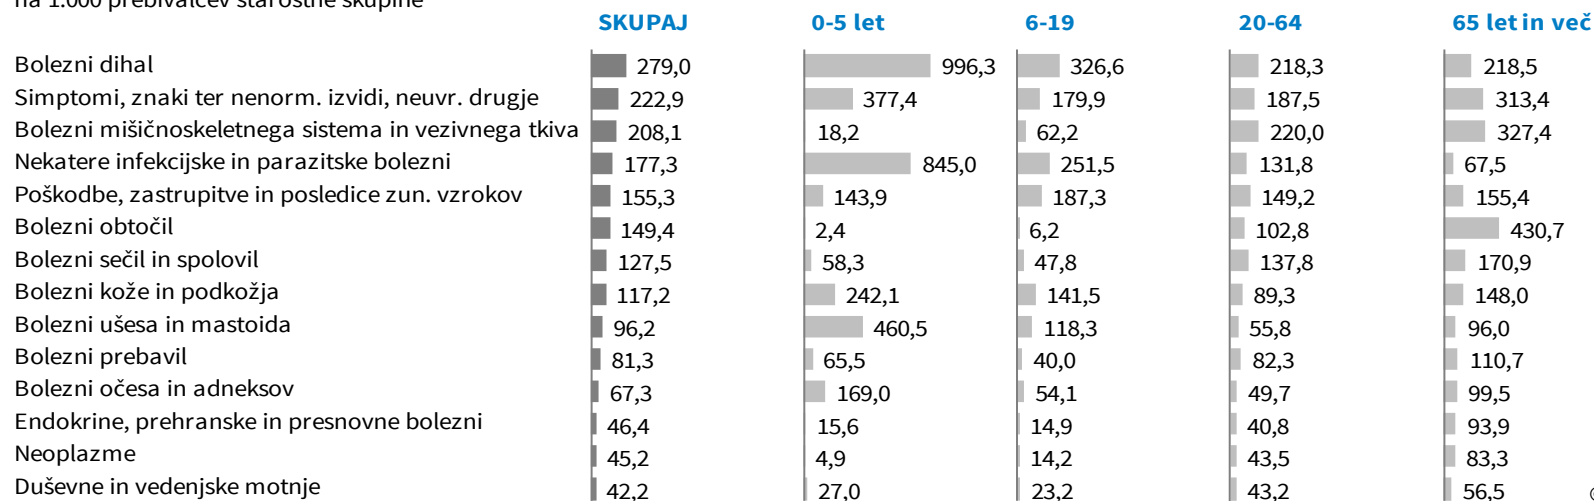 na 1.000 prebivalcev starostne skupine
SKUPAJ 0-5 let 6-19 20-64 65 let in več
Bolezni dihal 279,0 996,3 326,6 218,3 218,5
Simptomi, znaki ter nenorm. izvidi, neuvr. drugje 222,9 377,4 179,9 187,5 313,4
Bolezni mišičnoskeletnega sistema in vezivnega tkiva 208,1 18,2 62,2 220,0 327,4
Nekatere infekcijske in parazitske bolezni 177,3 845,0 251,5 131,8 67,5
Poškodbe, zastrupitve in posledice zun. vzrokov 155,3 143,9 187,3 149,2 155,4
Bolezni obtočil 149,4 2,4 6,2 102,8 430,7
Bolezni sečil in spolovil 127,5 58,3 47,8 137,8 170,9
Bolezni kože in podkožja 117,2 242,1 141,5 89,3 148,0
Bolezni ušesa in mastoida 96,2 460,5 118,3 55,8 96,0
Bolezni prebavil 81,3 65,5 40,0 82,3 110,7
Bolezni očesa in adneksov 67,3 169,0 54,1 49,7 99,5
Endokrine, prehranske in presnovne bolezni 46,4 15,6 14,9 40,8 93,9
Neoplazme 45,2 4,9 14,2 43,5 83,3
Duševne in vedenjske motnje 42,2 27,0 23,2 43,2 56,5